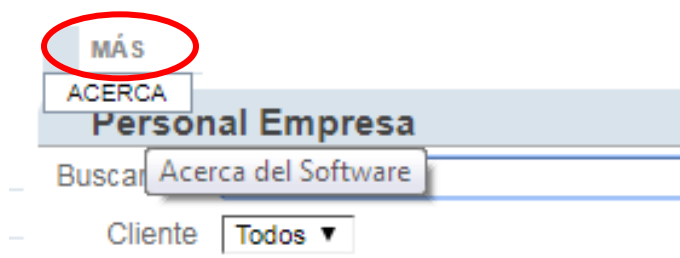 MÁS
ACERCA
Personal Empresa
Buscar
Acerca del Software
Cliente Todos